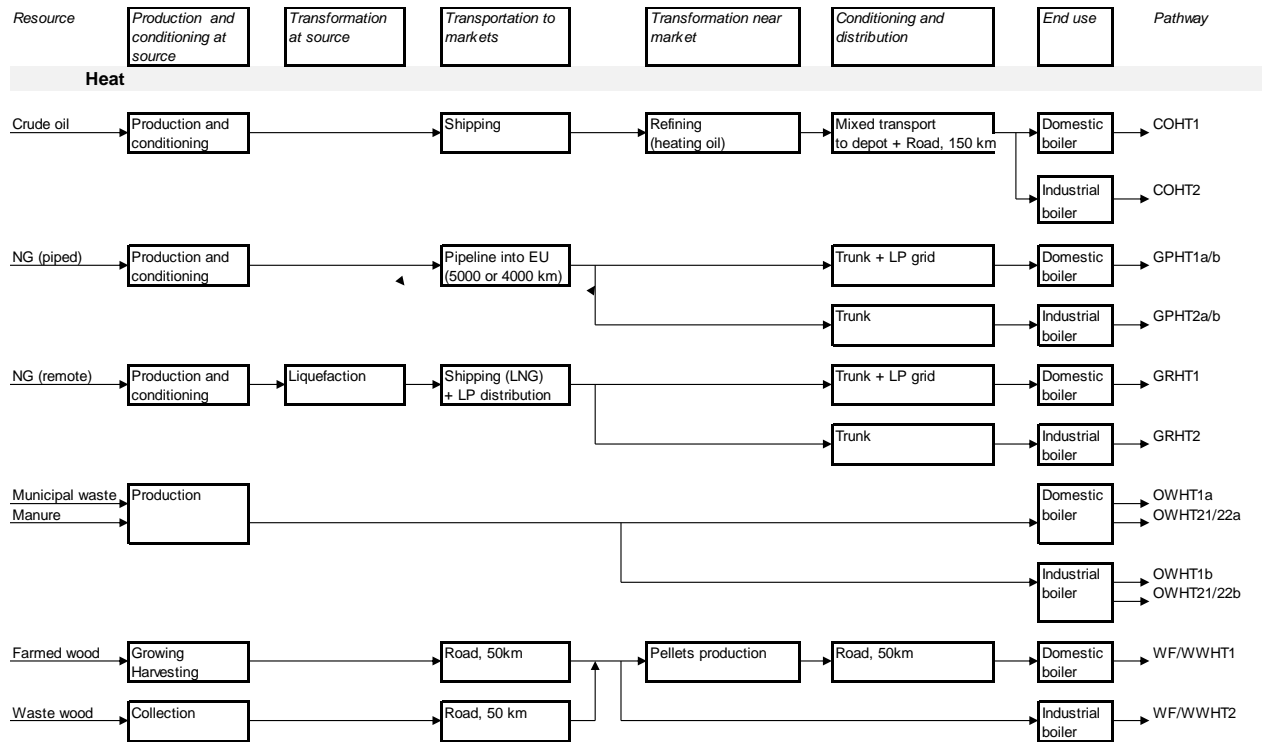 Resource
Production and
conditioning at
source
Transformation
at source
Transportation to
markets
Transformation near
market
Conditioning and
distribution
End use
Pathway
Heat
Crude oil
Production and
conditioning
Shipping
Refining
(heating oil)
Mixed transport
to depot + Road, 150 km
Domestic
boiler
COHT1
Industrial
boiler
COHT2
NG (piped)
Production and
conditioning
Pipeline into EU
(5000 or 4000 km)
Trunk + LP grid
Domestic
boiler
GPHT1a/b
Trunk
Industrial
boiler
GPHT2a/b
NG (remote)
Production and
conditioning
Liquefaction
Shipping (LNG)
+ LP distribution
Trunk + LP grid
Domestic
boiler
GRHT1
Trunk
Industrial
boiler
GRHT2
Municipal waste
Manure
Production
Domestic
boiler
OWHT1a
OWHT21/22a
Industrial
boiler
OWHT1b
OWHT21/22b
Farmed wood
Growing
Harvesting
Road, 50km
Pellets production
Road, 50km
Domestic
boiler
WF/WWHT1
Waste wood
Collection
Road, 50 km
Industrial
boiler
WF/WWHT2